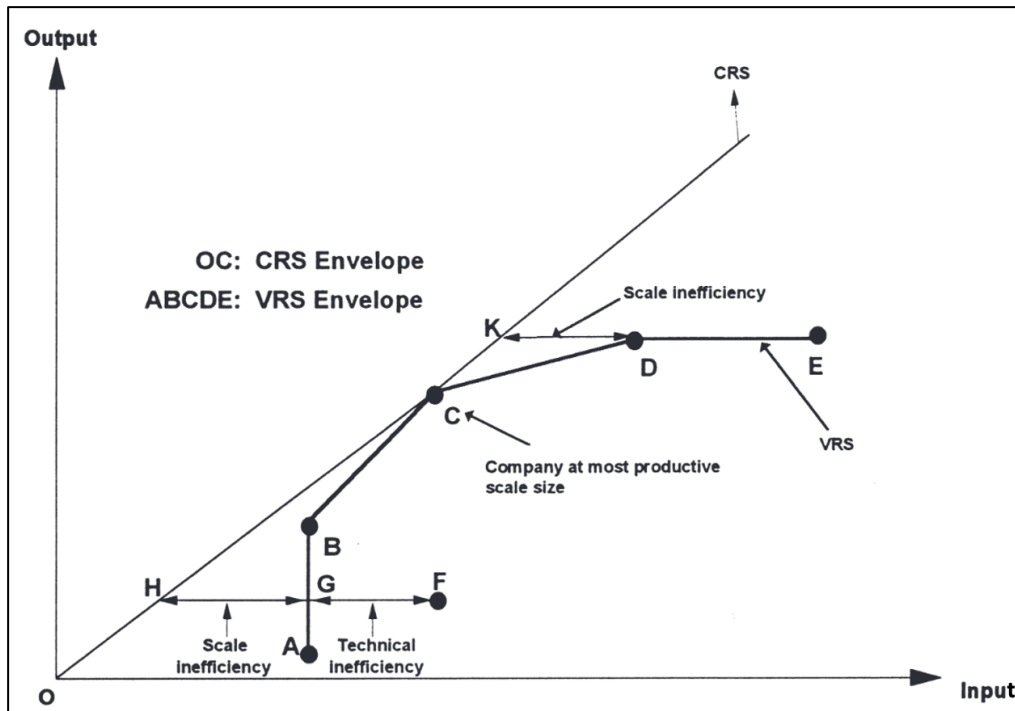 Output
CRS
OC: CRS Envelope
ABCDE: VRS Envelope
Scale inefficiency
K
D
E
C
VRS
Company at most productive
scale size
B
H
G
F
A
Scale
inefficiency
Technical
inefficiency
O
Input